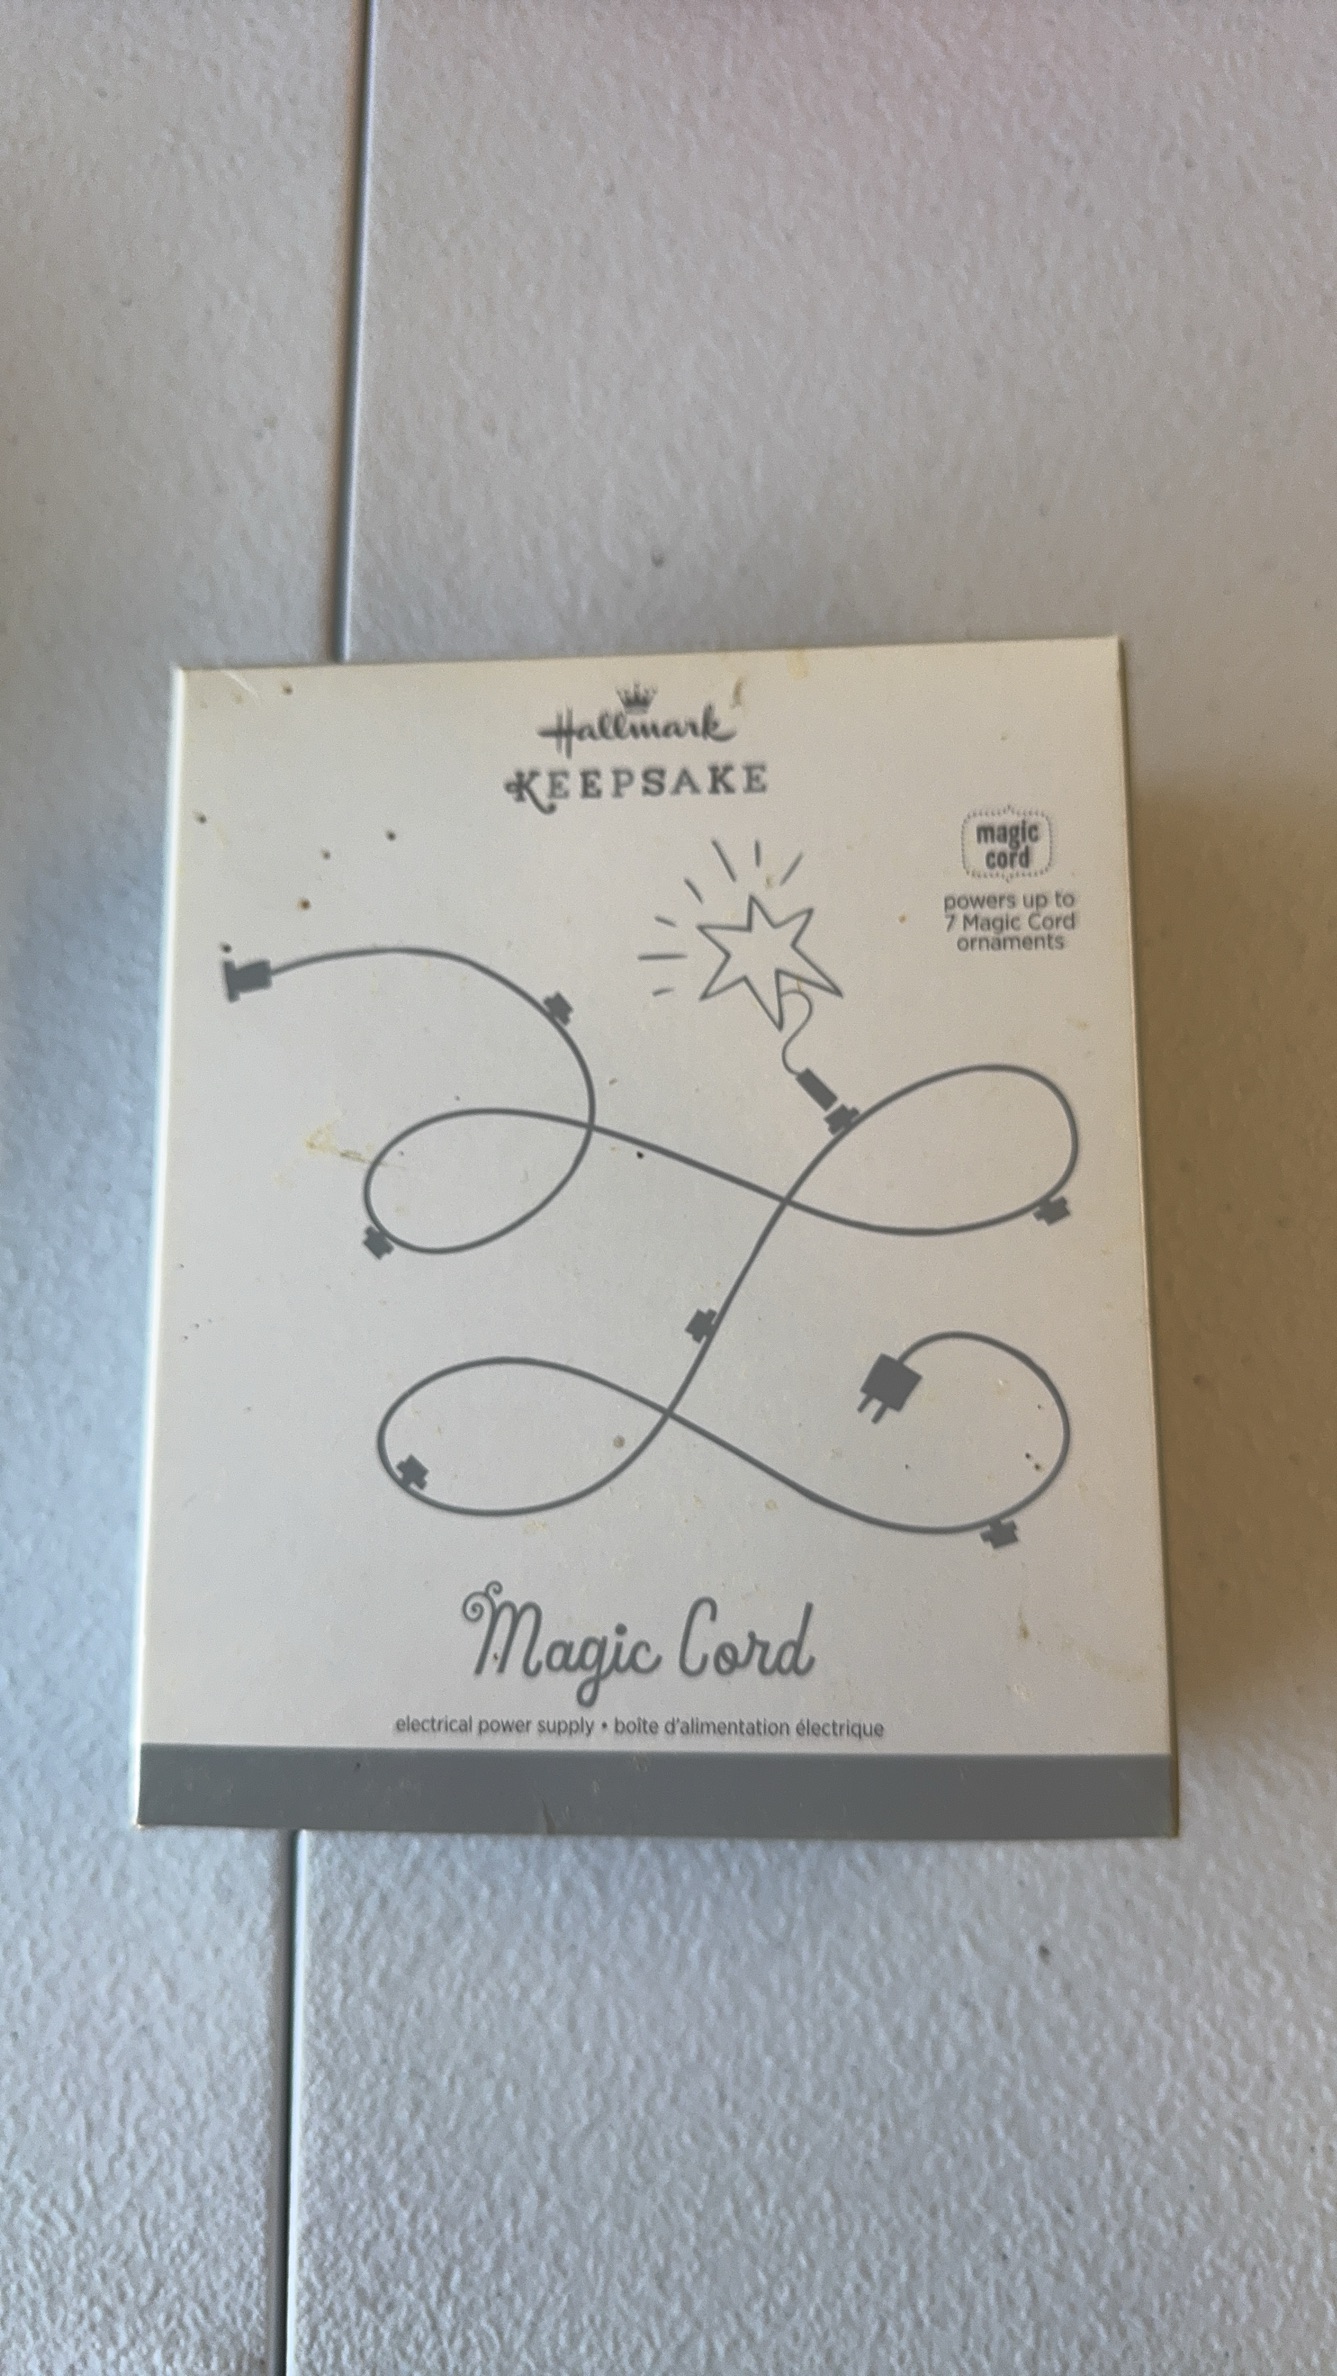 Hallmark
KEEPSAKE
magic
cord
powers up to
7 Magic Cord
ornaments
Magic Cord
electrical power supply • boîte d'alimentation électrique